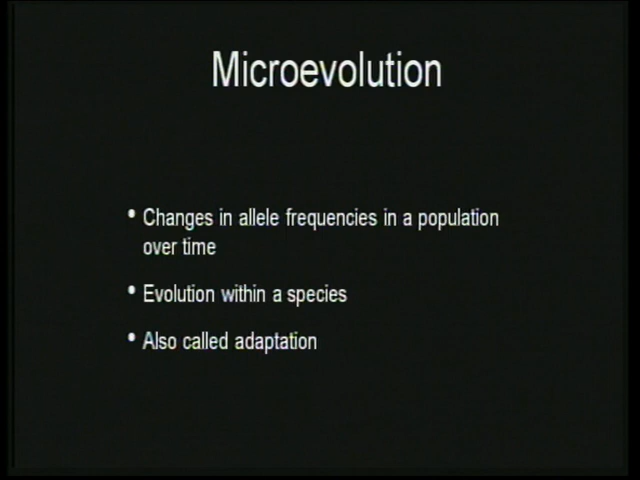 Microevolution
• Changes in allele frequencies in a population
over time
• Evolution within a species
• Also called adaptation